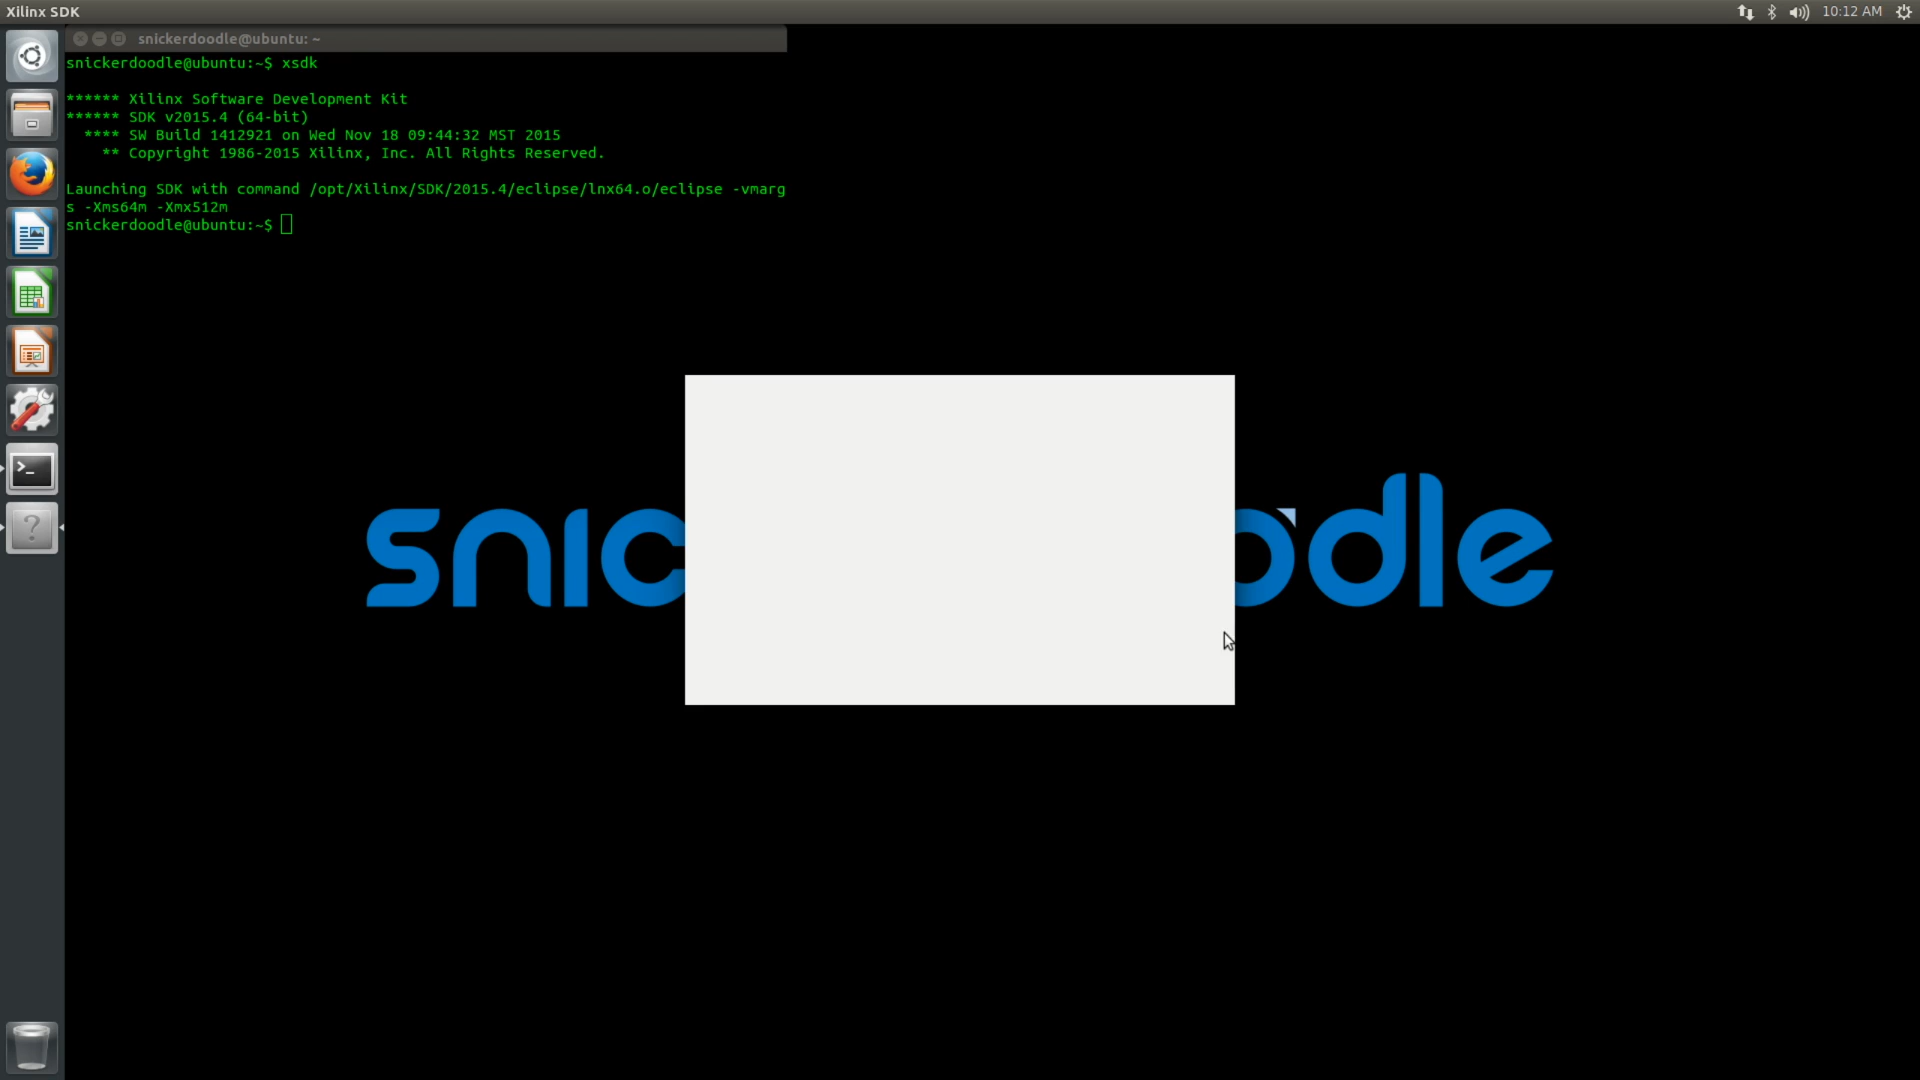 Xilinx SDK
10:12 AM
snickerdoodle@ubuntu: ~
snickerdoodle@ubuntu:~$ xsdk
****** Xilinx Software Development Kit
****** SDK v2015.4 (64-bit)
**** SW Build 1412921 on Wed Nov 18 09:44:32 MST 2015
** Copyright 1986-2015 Xilinx, Inc. All Rights Reserved.
Launching SDK with command /opt/Xilinx/SDK/2015.4/eclipse/lnx64.o/eclipse -vmarg
s -Xms64m -Xmx512m
snickerdoodle@ubuntu:~$
snic odle